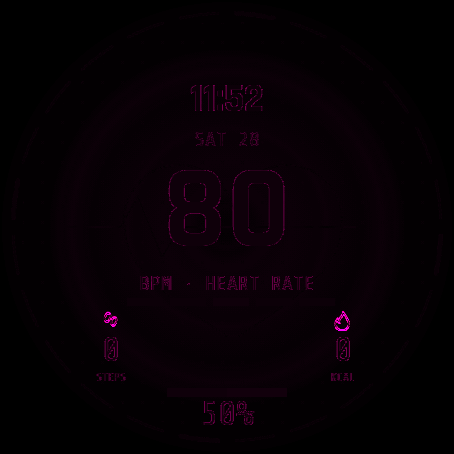 11:52
SAT 28
80
BPM - HEART RATE
0 0
STEPS KCAL
50%